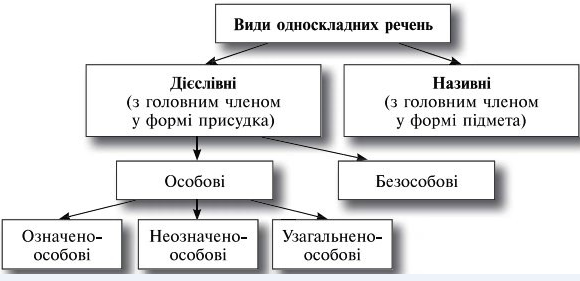 Види односкладних речень
Дієслівні
(з головним членом
у формі присудка)
Називні
(з головним членом
у формі підмета)
Особові
Безособові
Означено-
особові
Неозначено-
особові
Узагальнено-
особові